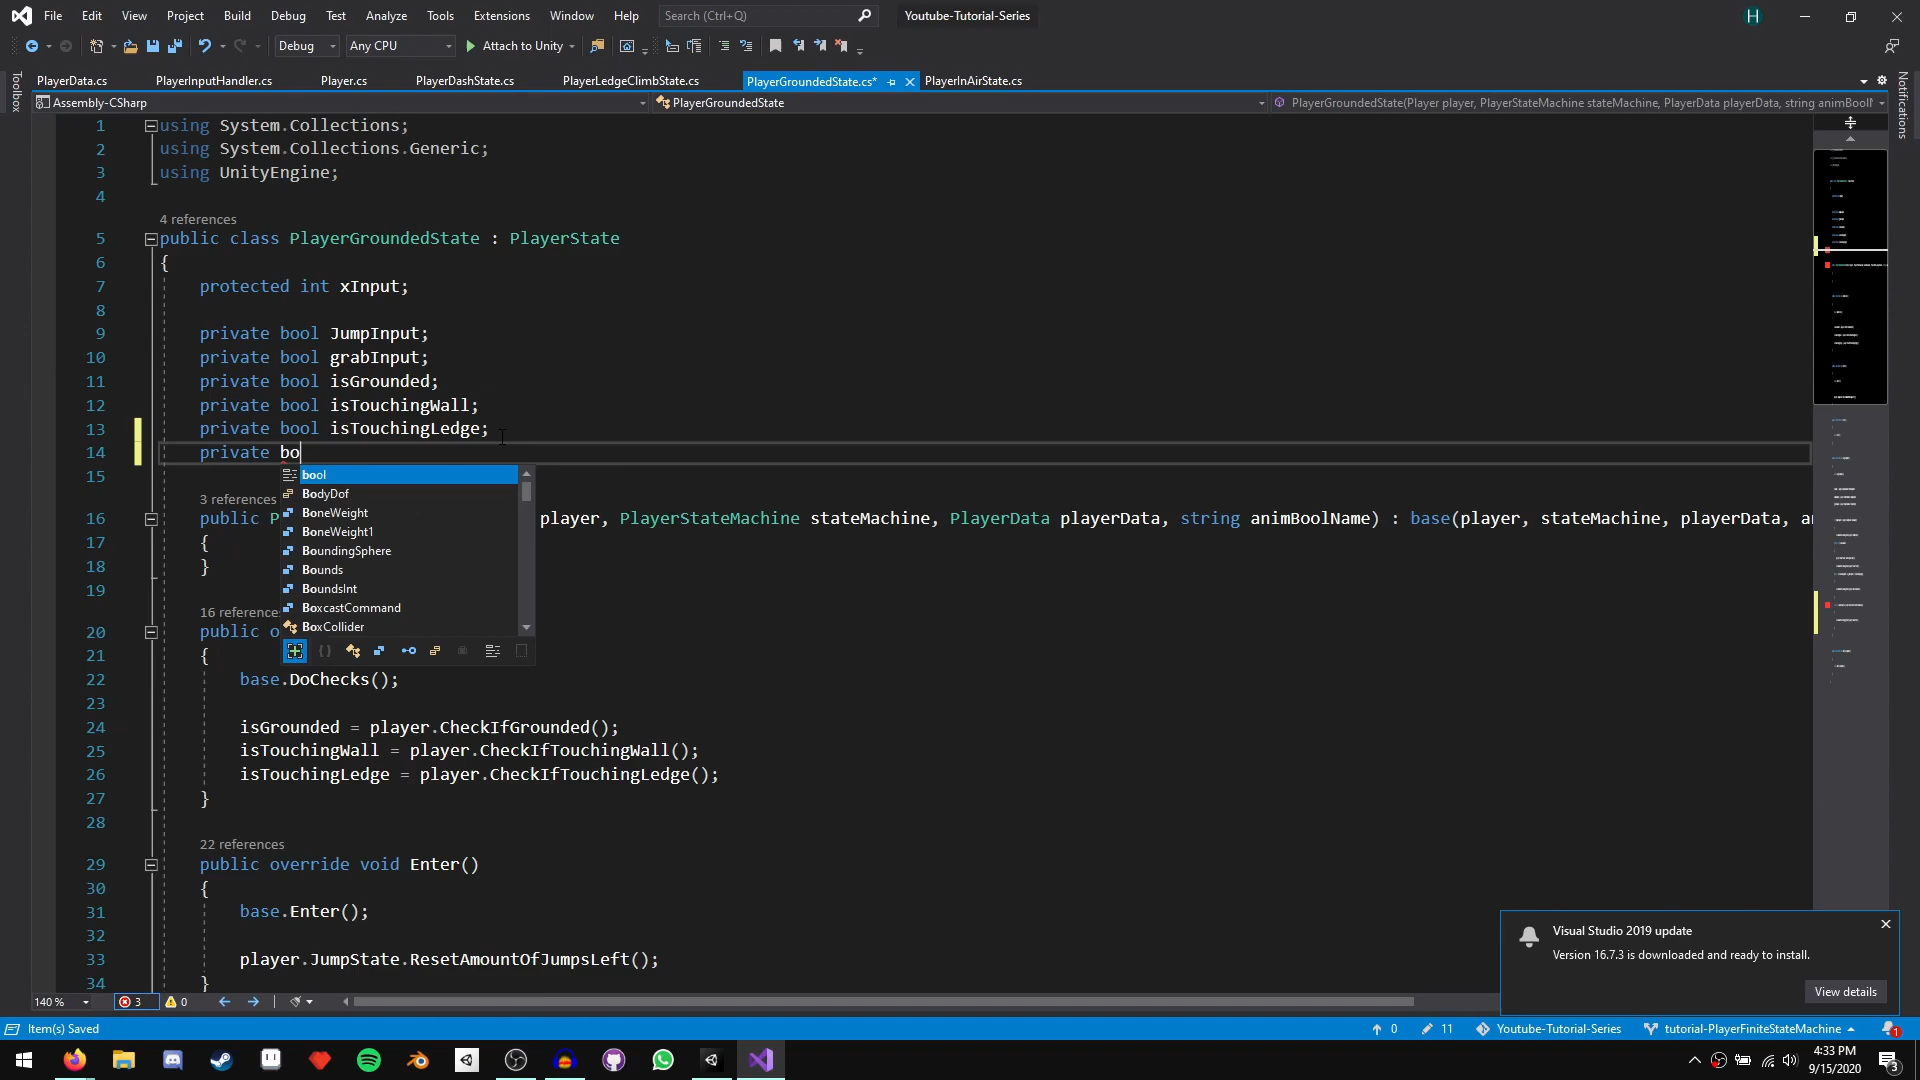 File Edit View Project Build Debug Test Analyze Tools Extensions Window Help Search (Ctrl+Q) Youtube-Tutorial-Series H
Debug Any CPU Attach to Unity
Toolbox
PlayerData.cs PlayerInputHandler.cs Player.cs PlayerDashState.cs PlayerLedgeClimbState.cs PlayerGroundedState.cs* PlayerInAirState.cs
Notifications
Assembly-CSharp PlayerGroundedState PlayerGroundedState(Player player, PlayerStateMachine stateMachine, PlayerData playerData, string animBoolN
1 using System.Collections;
2 using System.Collections.Generic;
3 using UnityEngine;
4
4 references
5 public class PlayerGroundedState : PlayerState
6 {
7 protected int xInput;
8
9 private bool JumpInput;
10 private bool grabInput;
11 private bool isGrounded;
12 private bool isTouchingWall;
13 private bool isTouchingLedge;
14 private bo
15
bool
BodyDof
BoneWeight
BoneWeight1
BoundingSphere
Bounds
BoundsInt
BoxcastCommand
BoxCollider
3 references
16 public P player, PlayerStateMachine stateMachine, PlayerData playerData, string animBoolName) : base(player, stateMachine, playerData, a
17 {
18 }
19
16 reference
20 public o
21 {
22 base.DoChecks();
23
24 isGrounded = player.CheckIfGrounded();
25 isTouchingWall = player.CheckIfTouchingWall();
26 isTouchingLedge = player.CheckIfTouchingLedge();
27 }
28
22 references
29 public override void Enter()
30 {
31 base.Enter();
32
33 player.JumpState.ResetAmountOfJumpsLeft();
34 }
Visual Studio 2019 update
Version 16.7.3 is downloaded and ready to install.
View details
140 % 3 0
Item(s) Saved 0 11 Youtube-Tutorial-Series tutorial-PlayerFiniteStateMachine 1
4:33 PM
9/15/2020
3